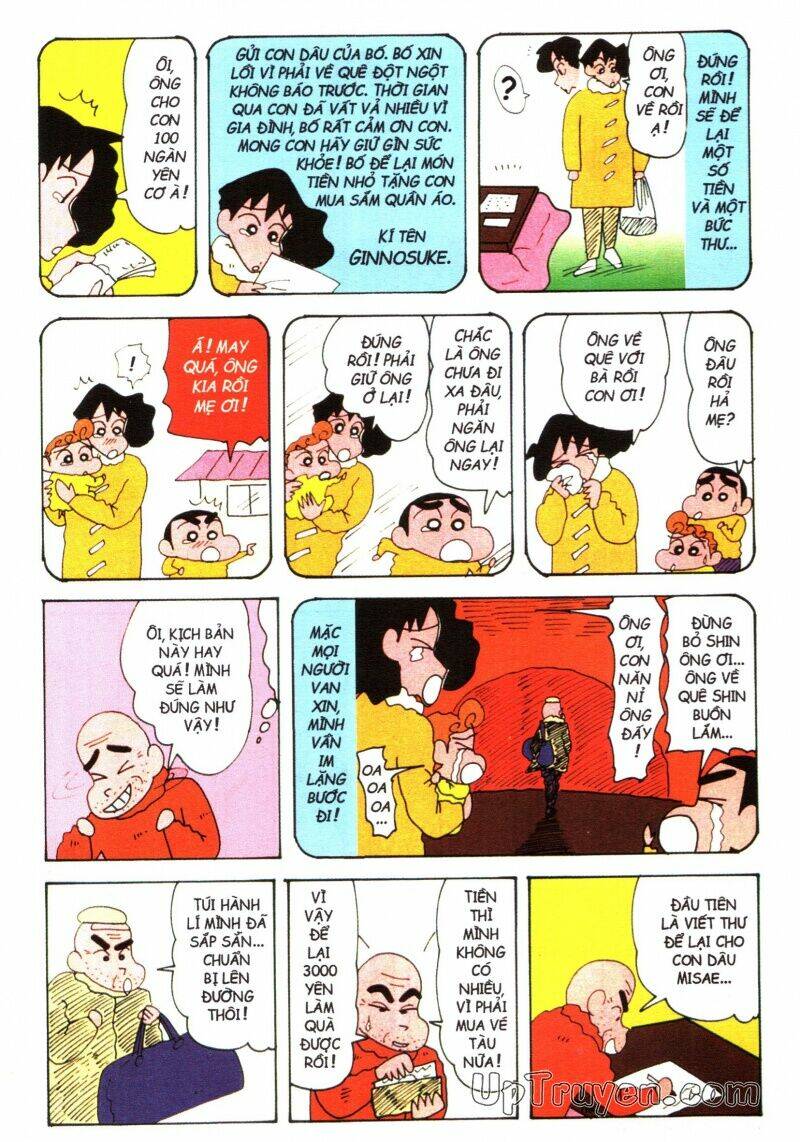 ĐÚNG
RỒI!
MÌNH
SẼ ĐỂ
LẠI
MỘT
SỐ
TIỀN
VÀ MỘT
BỨC
THƯ...
ÔNG
ƠI,
CON
VỀ RỒI
Ạ!
?
GỬI CON DÂU CỦA BỐ. BỐ XIN
LỖI VÌ PHẢI VỀ QUÊ ĐỘT NGỘT
KHÔNG BÁO TRƯỚC. THỜI GIAN
QUA CON ĐÃ VẤT VẢ NHIỀU VÌ
GIA ĐÌNH, BỐ RẤT CẢM ƠN CON.
MONG CON HÃY GIỮ GÌN SỨC
KHỎE! BỐ ĐỂ LẠI MÓN
TIỀN NHỎ TẶNG CON
MUA SẮM QUẦN ÁO.
KÍ TÊN
GINNOSUKE.
ÔI,
ÔNG
CHO
CON
100
NGÀN
YÊN
CƠ À!
ÔNG
ĐÂU
RỒI
HẢ
MẸ?
ÔNG VỀ
QUÊ VỚI
BÀ RỒI
CON ƠI!
CHẮC
LÀ ÔNG
CHƯA ĐI
XA ĐÂU,
PHẢI
NGĂN
ÔNG LẠI
NGAY!
ĐÚNG
RỒI! PHẢI
GIỮ ÔNG
Ở LẠI!
Á! MAY
QUÁ, ÔNG
KIA RỒI
MẸ ƠI!
!
ĐỪNG
BỎ SHIN
ÔNG ƠI...
ÔNG VỀ
QUÊ SHIN
BUỒN
LẮM...
ÔNG
ƠI,
CON
NĂN
NỈ
ÔNG
ĐẤY!
OA
OA
OA
...
MẶC
MỌI
NGƯỜI
VAN
XIN,
MÌNH
VẪN
IM
LẶNG
BƯỚC
ĐI!
ÔI, KỊCH BẢN
NÀY HAY
QUÁ! MÌNH
SẼ LÀM
ĐÚNG NHƯ
VẬY!
ĐẦU TIÊN
LÀ VIẾT THƯ
ĐỂ LẠI CHO
CON DÂU
MISAE...
TIỀN
THÌ MÌNH
KHÔNG
CÓ
NHIỀU,
VÌ PHẢI
MUA VÉ
TÀU
NỮA!
VÌ
VẬY ĐỂ
LẠI
3000
YÊN
LÀM
QUÀ
ĐƯỢC
RỒI!
TÚI HÀNH
LÍ MÌNH ĐÃ
SẮP SẴN...
CHUẨN
BỊ LÊN
ĐƯỜNG
THÔI!
UpTruyen.com